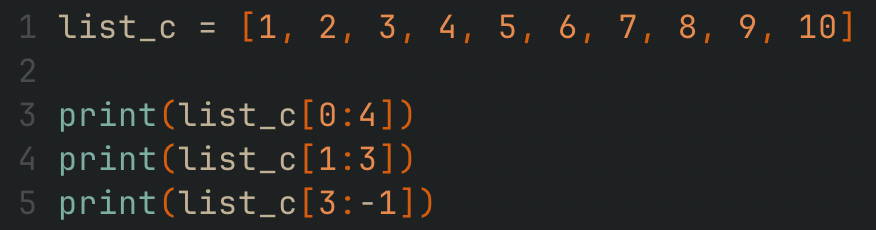 1 list_c = [1, 2, 3, 4, 5, 6, 7, 8, 9, 10]
2
3 print(list_c[0:4])
4 print(list_c[1:3])
5 print(list_c[3:-1])